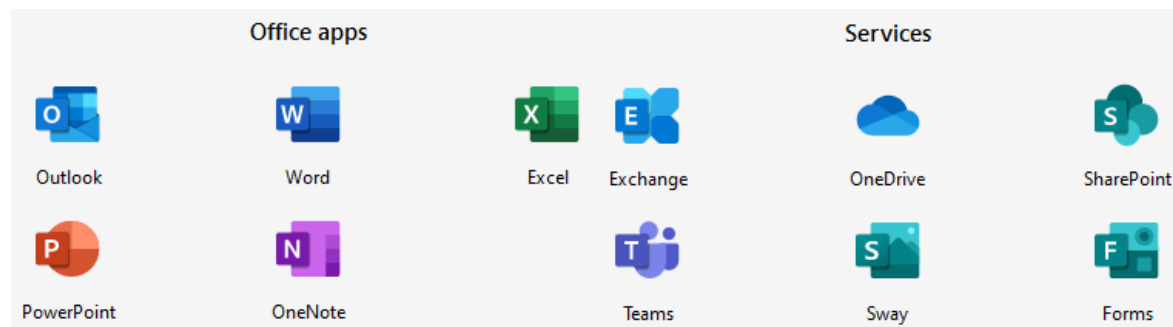 Office apps
Services
O
W
X
E
S
Outlook
Word
Excel
Exchange
OneDrive
SharePoint
P
N
T
S
F
PowerPoint
OneNote
Teams
Sway
Forms